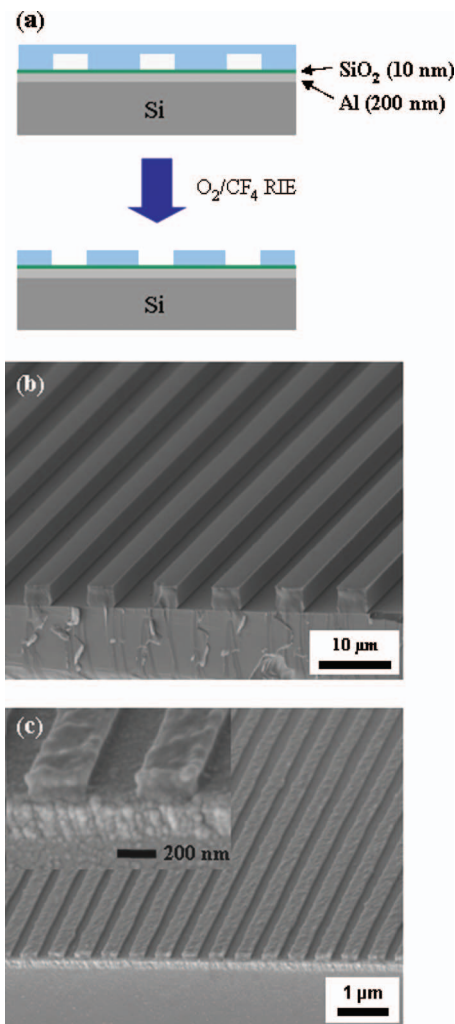 (a)
SiO₂ (10 nm)
Al (200 nm)
Si
O₂/CF₄ RIE
Si
(b)
10 μm
(c)
200 nm
1 μm